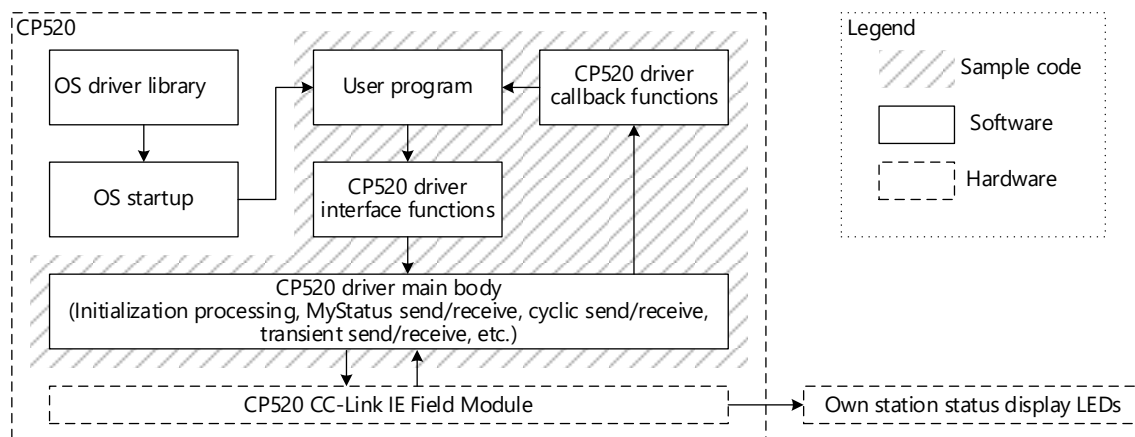 CP520
OS driver library
User program
CP520 driver
callback functions
OS startup
CP520 driver
interface functions
CP520 driver main body
(Initialization processing, MyStatus send/receive, cyclic send/receive,
transient send/receive, etc.)
CP520 CC-Link IE Field Module
Own station status display LEDs
Legend
Sample code
Software
Hardware